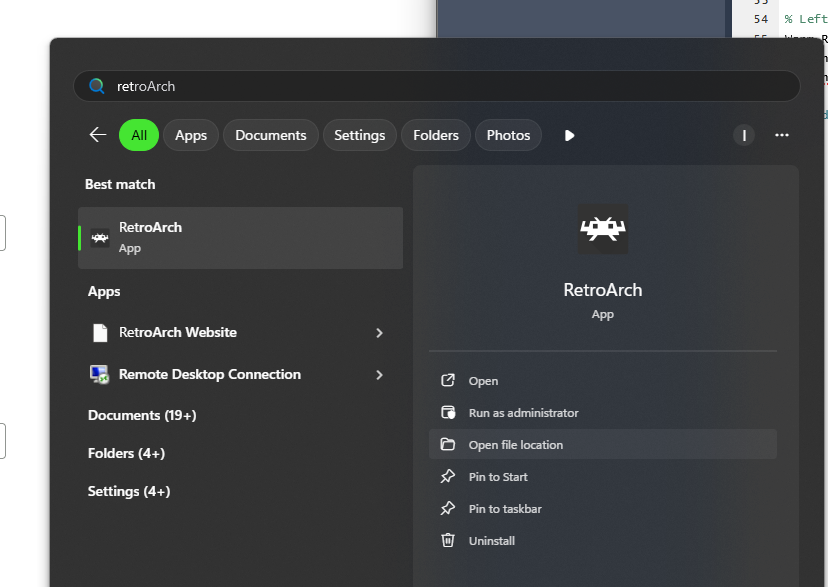 54 % Left
retroArch
All Apps Documents Settings Folders Photos I
Best match
RetroArch
App
Apps
RetroArch Website
Remote Desktop Connection
Documents (19+)
Folders (4+)
Settings (4+)
RetroArch
App
Open
Run as administrator
Open file location
Pin to Start
Pin to taskbar
Uninstall